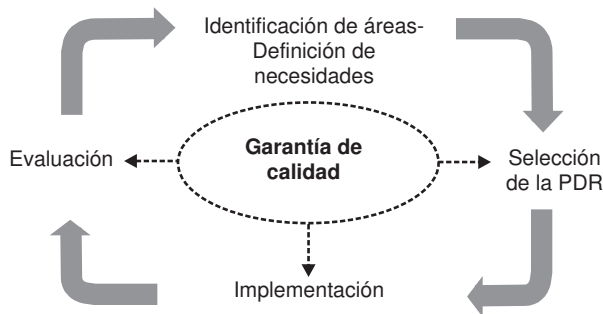 Identificación de áreas-
Definición de
necesidades
Garantía de
calidad
Evaluación
Selección
de la PDR
Implementación